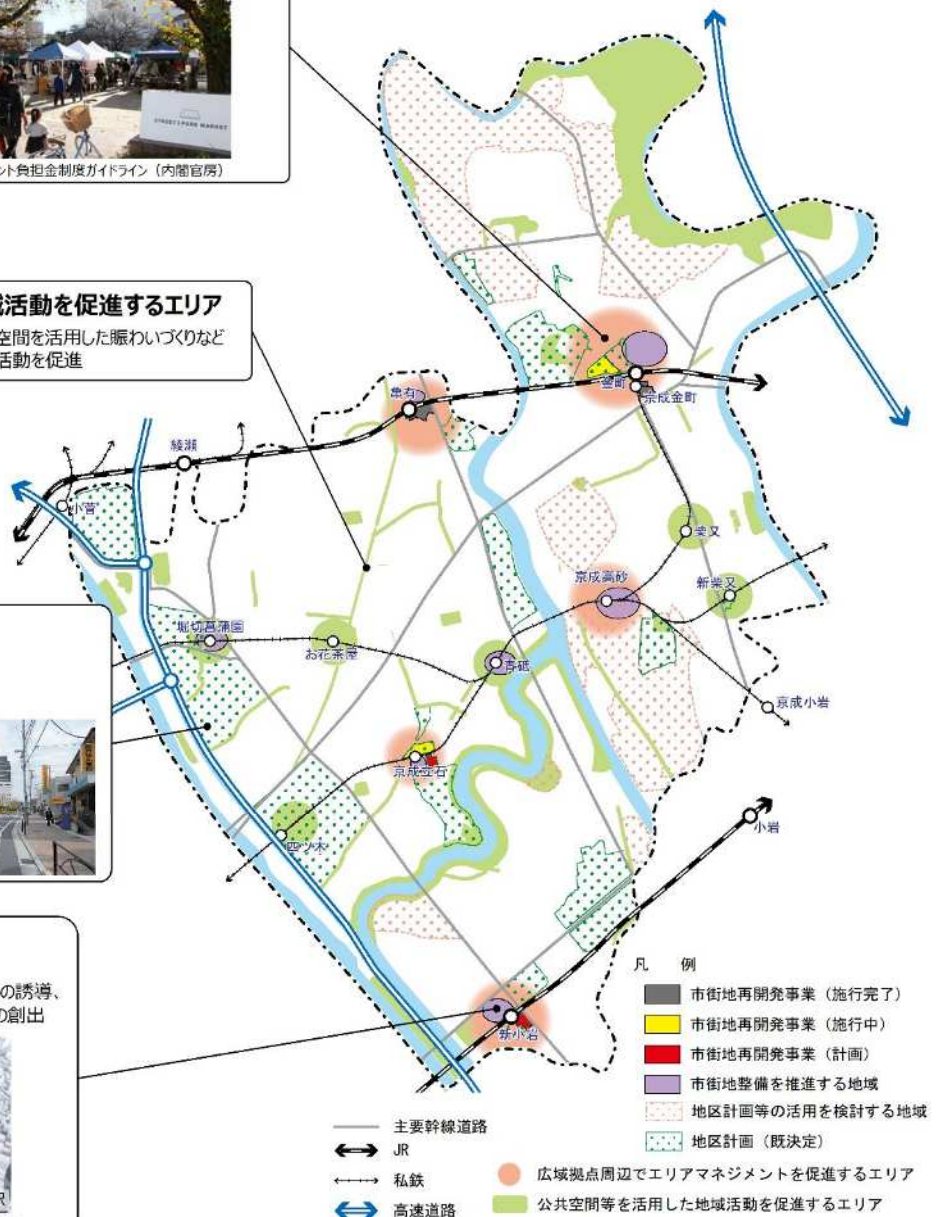 STREET & PARK MARKET
ント負担金制度ガイドライン（内閣官房）
域活動を促進するエリア
空間を活用した賑わいづくりなど
活動を促進
の誘導、
の創出
金町
京成金町
亀有
綾瀬
小菅
柴又
京成高砂
新柴又
堀切菖蒲園
お花茶屋
青砥
京成小岩
京成立石
四ツ木
小岩
新小岩
凡　例
市街地再開発事業（施行完了）
市街地再開発事業（施行中）
市街地再開発事業（計画）
市街地整備を推進する地域
地区計画等の活用を検討する地域
地区計画（既決定）
主要幹線道路
JR
私鉄
高速道路
広域拠点周辺でエリアマネジメントを促進するエリア
公共空間等を活用した地域活動を促進するエリア